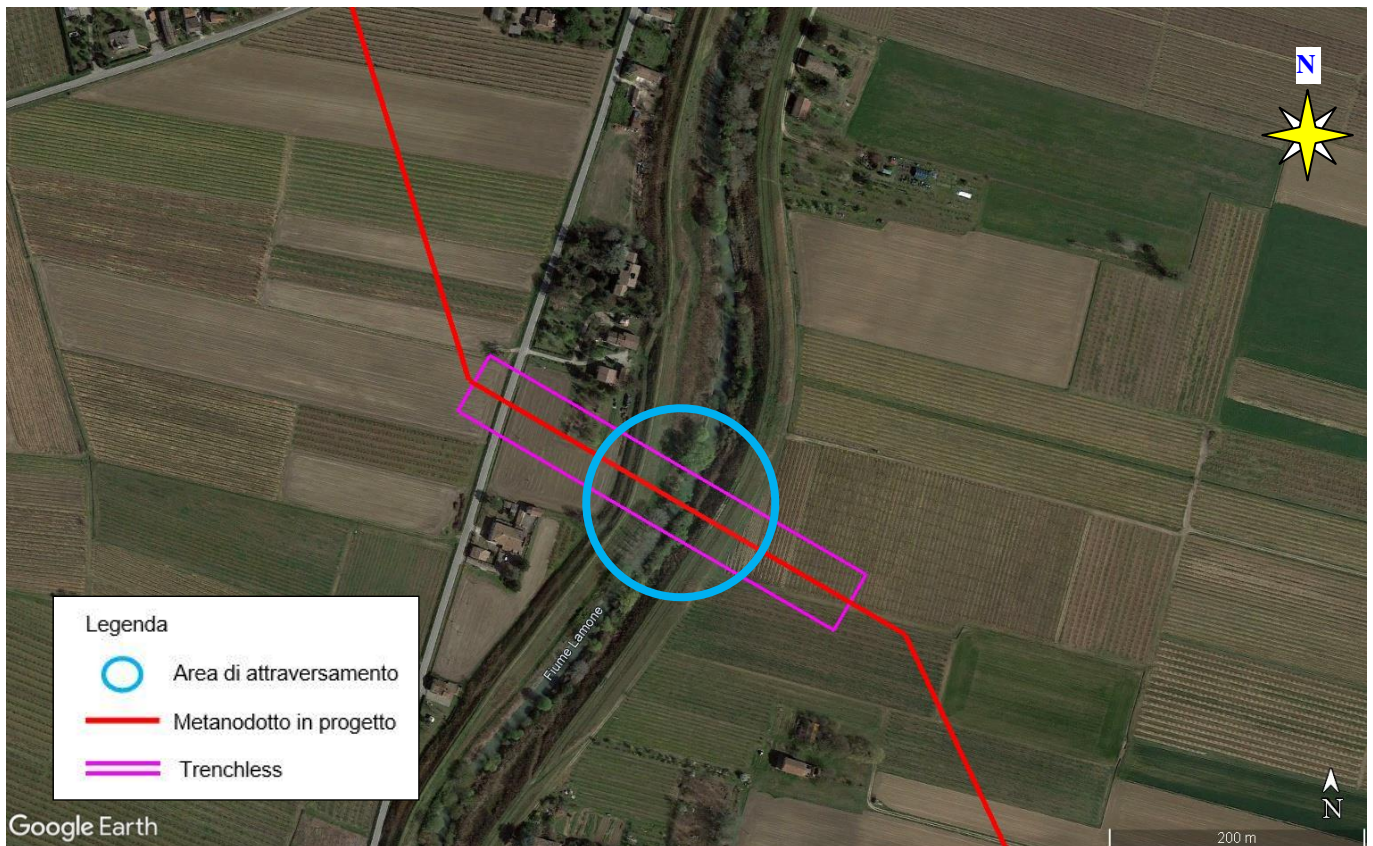 N
Fiume Lamone
Legenda
Area di attraversamento
Metanodotto in progetto
Trenchless
Google Earth
N
200 m